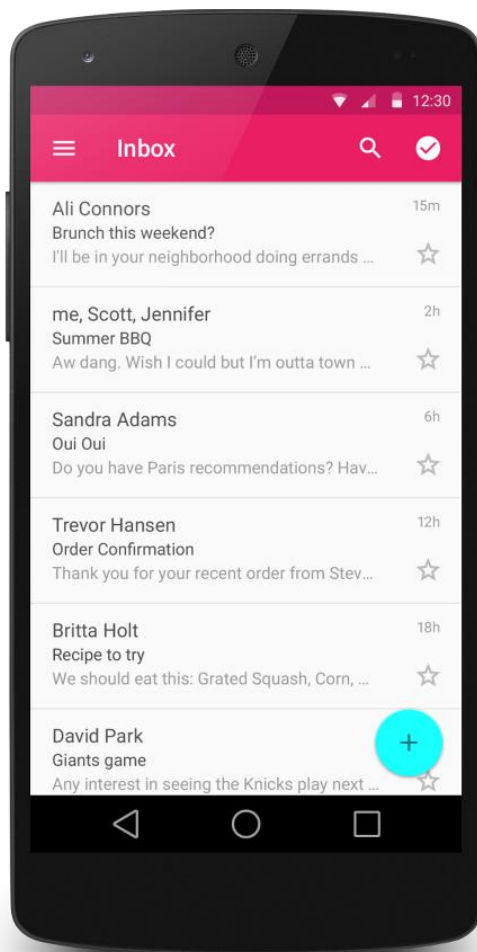 12:30
Inbox
Ali Connors
15m
Brunch this weekend?
I'll be in your neighborhood doing errands ...
me, Scott, Jennifer
2h
Summer BBQ
Aw dang. Wish I could but I'm outta town ...
Sandra Adams
6h
Oui Oui
Do you have Paris recommendations? Hav...
Trevor Hansen
12h
Order Confirmation
Thank you for your recent order from Stev...
Britta Holt
18h
Recipe to try
We should eat this: Grated Squash, Corn, ...
David Park
Giants game
Any interest in seeing the Knicks play next ...